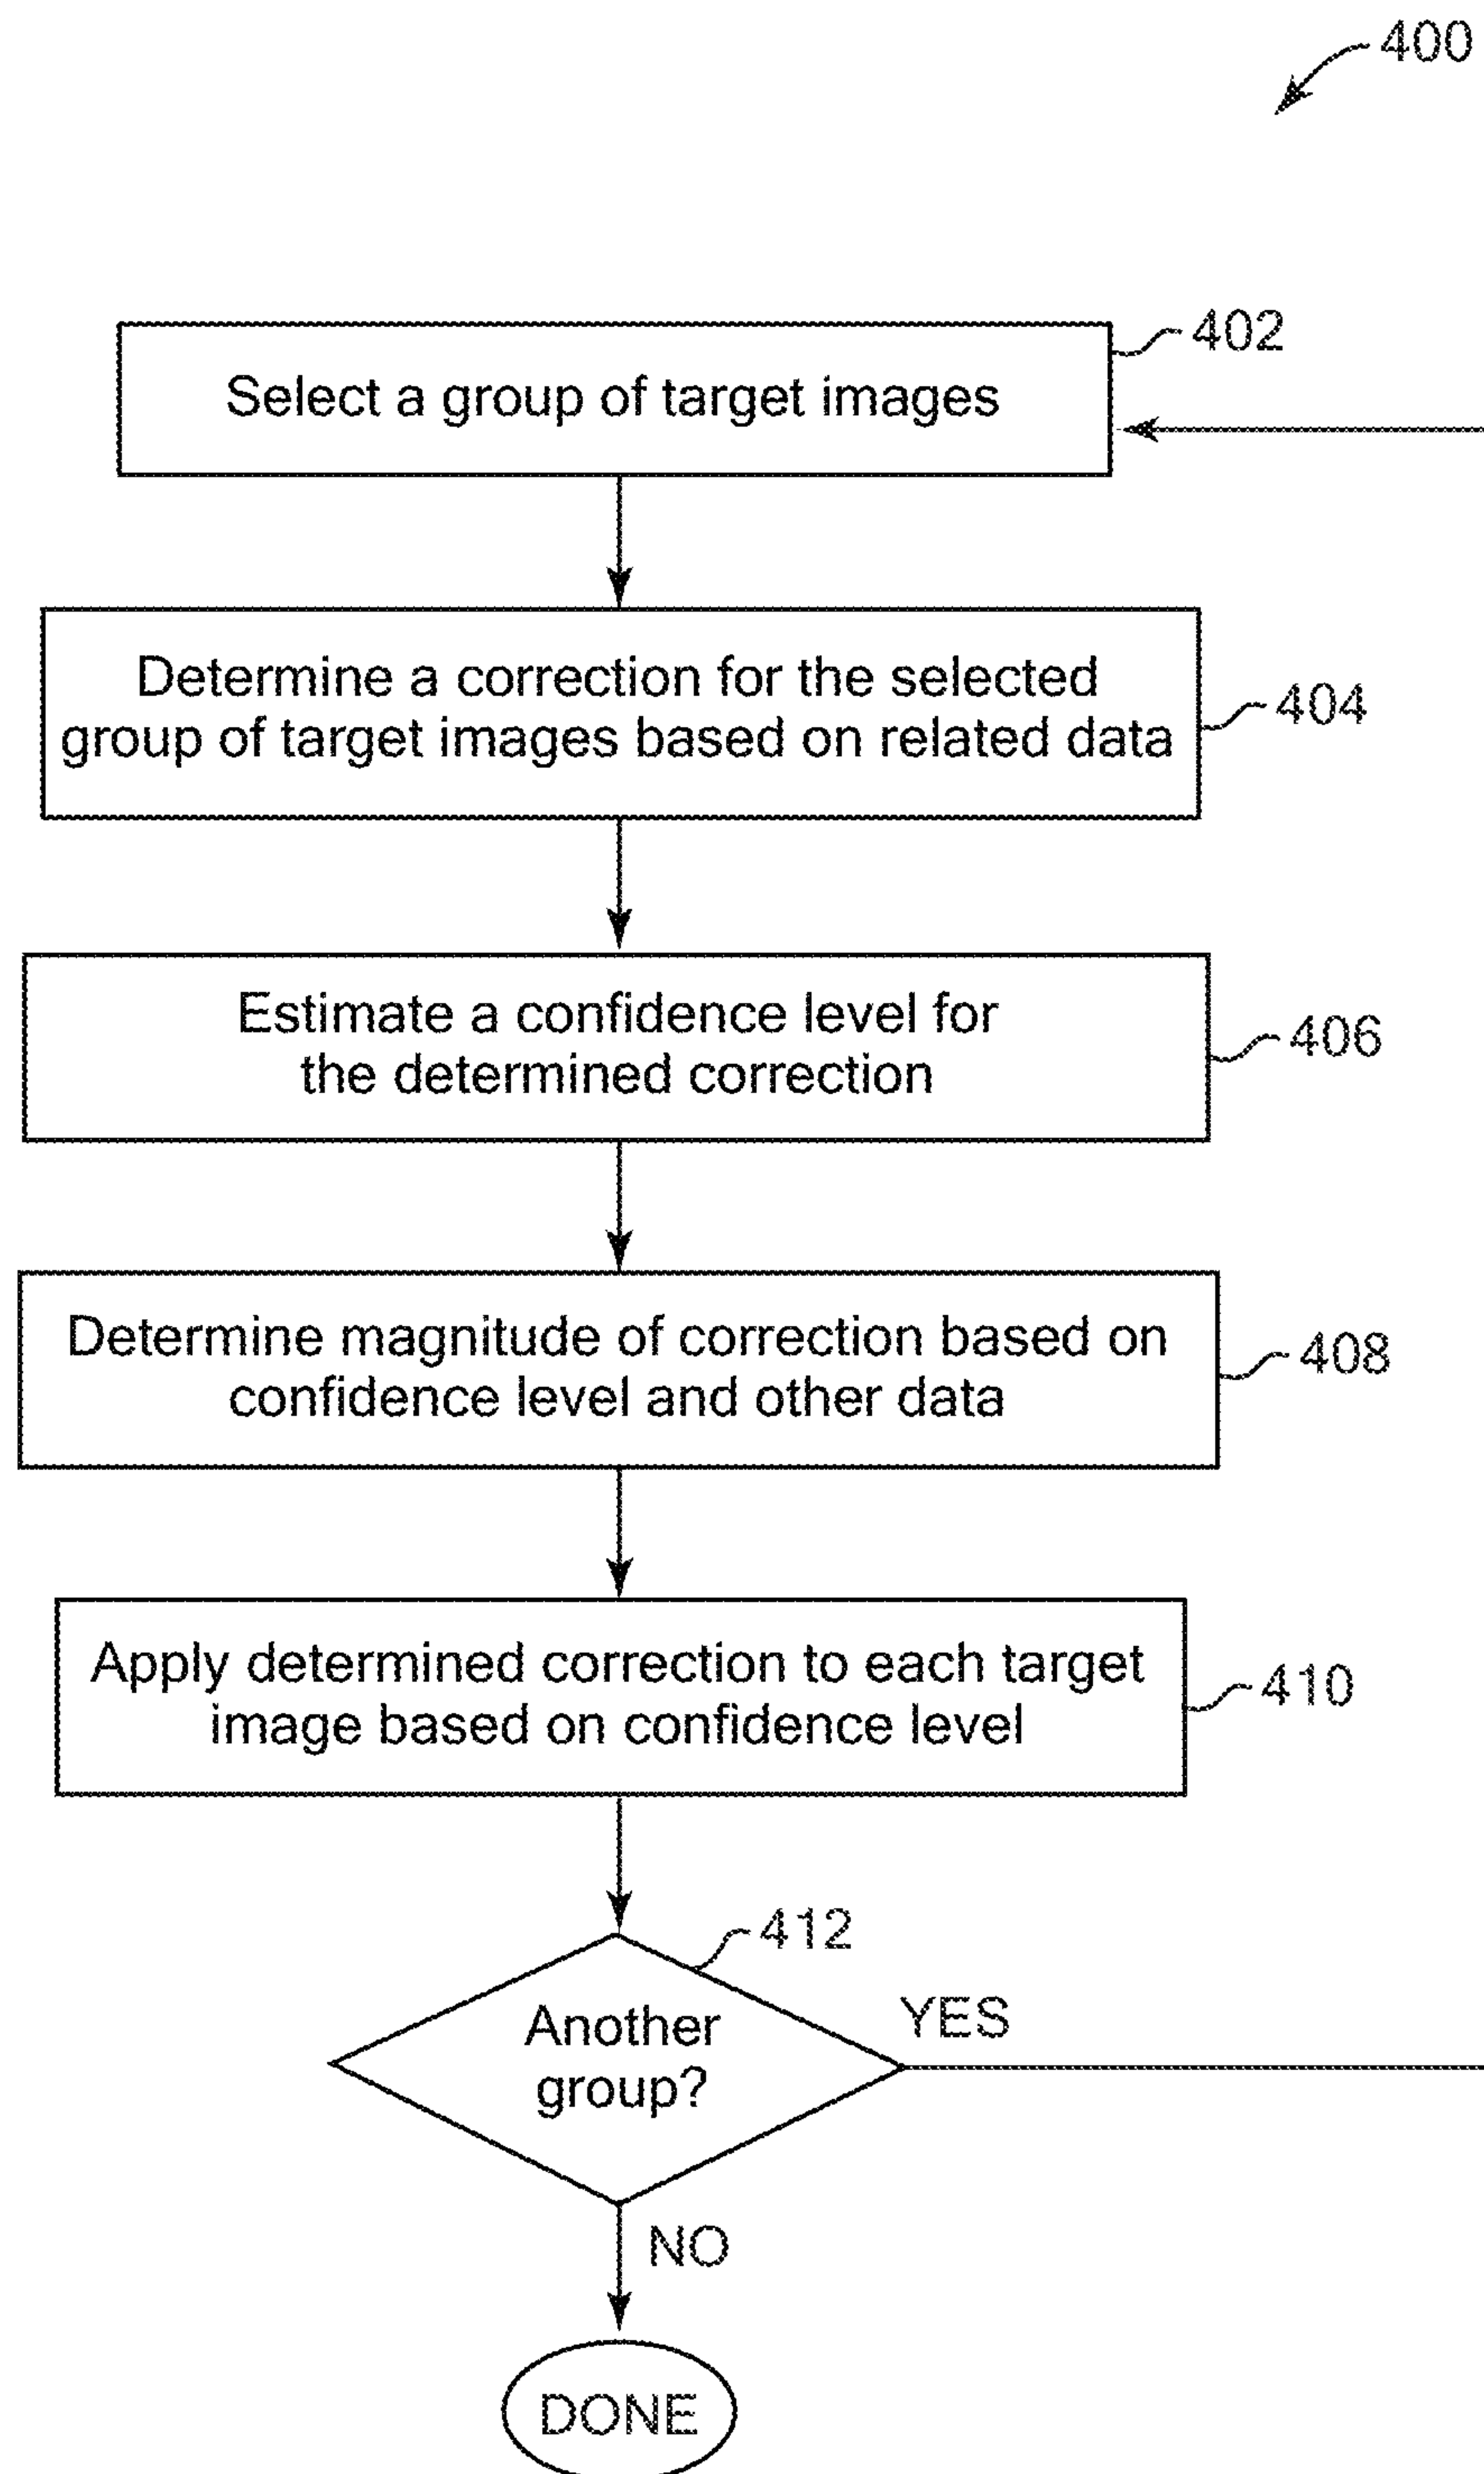 400
402
Select a group of target images
Determine a correction for the selected
group of target images based on related data
404
Estimate a confidence level for
the determined correction
406
Determine magnitude of correction based on
confidence level and other data
408
Apply determined correction to each target
image based on confidence level
410
412
Another
group?
YES
NO
DONE